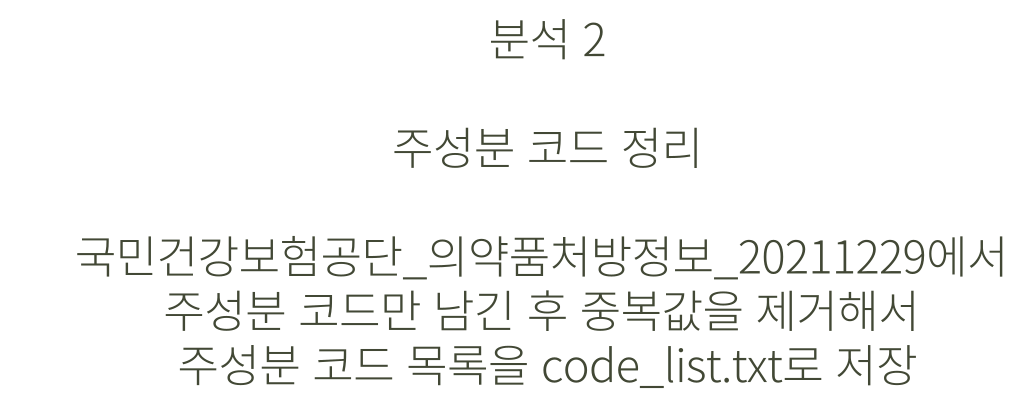 분석 2
주성분 코드 정리
국민건강보험공단_의약품처방정보_20211229에서
주성분 코드만 남긴 후 중복값을 제거해서
주성분 코드 목록을 code_list.txt로 저장